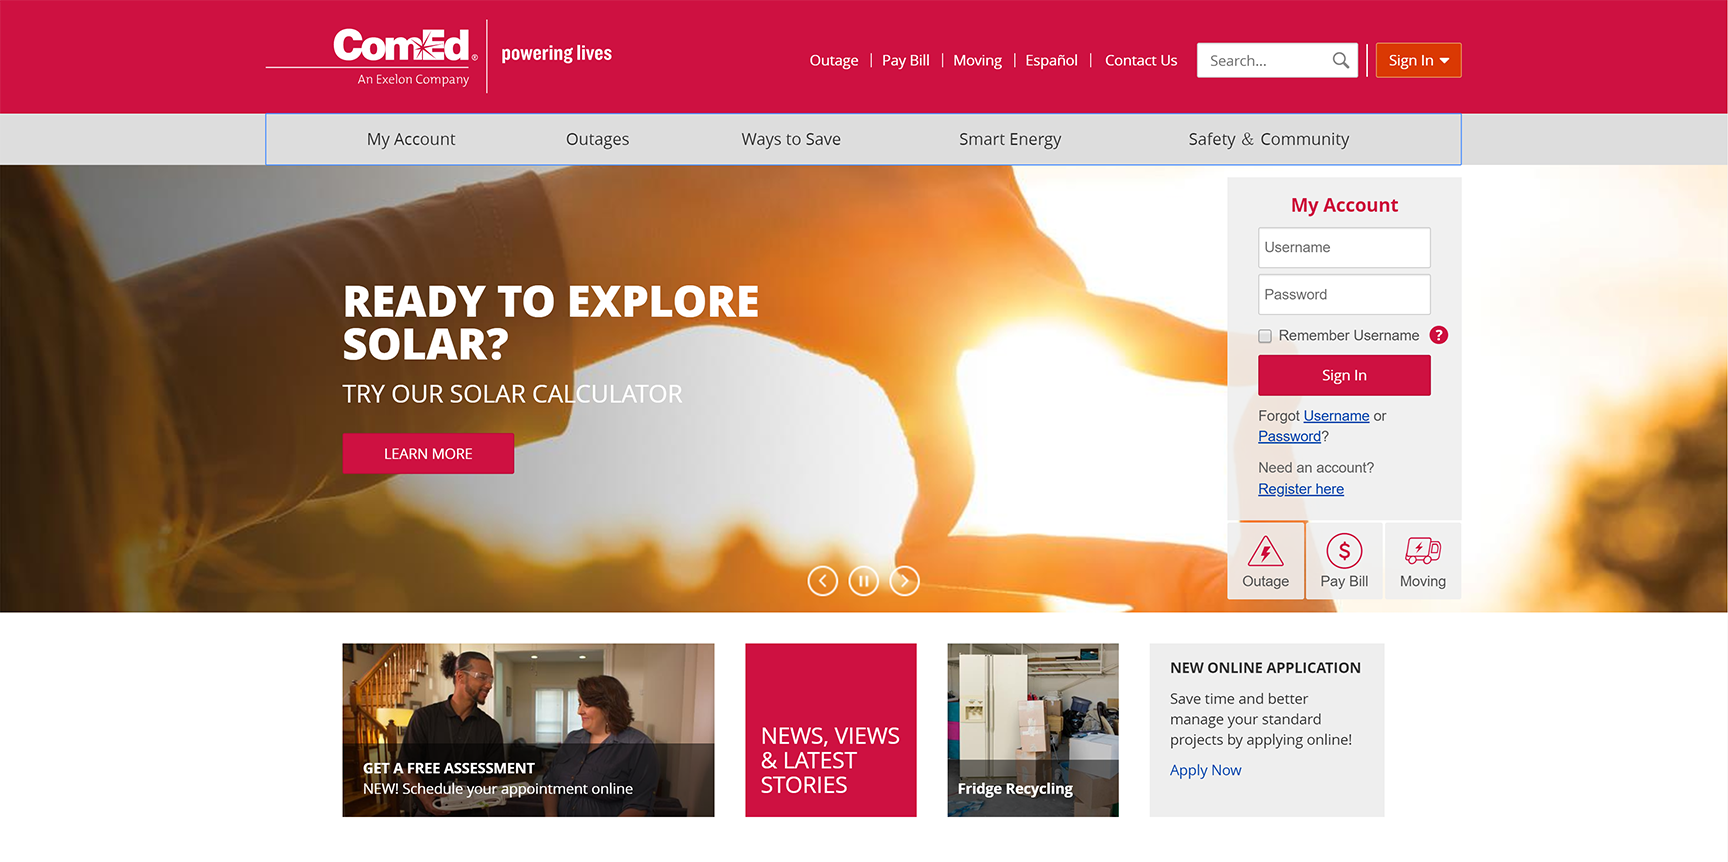 ComEd®
An Exelon Company
powering lives
Outage | Pay Bill | Moving | Español | Contact Us
Search...
Sign In
My Account
Outages
Ways to Save
Smart Energy
Safety & Community
READY TO EXPLORE
SOLAR?
TRY OUR SOLAR CALCULATOR
LEARN MORE
My Account
Username
Password
Remember Username ?
Sign In
Forgot Username or
Password?
Need an account?
Register here
$
Outage
Pay Bill
Moving
GET A FREE ASSESSMENT
NEW! Schedule your appointment online
NEWS, VIEWS
& LATEST
STORIES
Fridge Recycling
NEW ONLINE APPLICATION
Save time and better
manage your standard
projects by applying online!
Apply Now